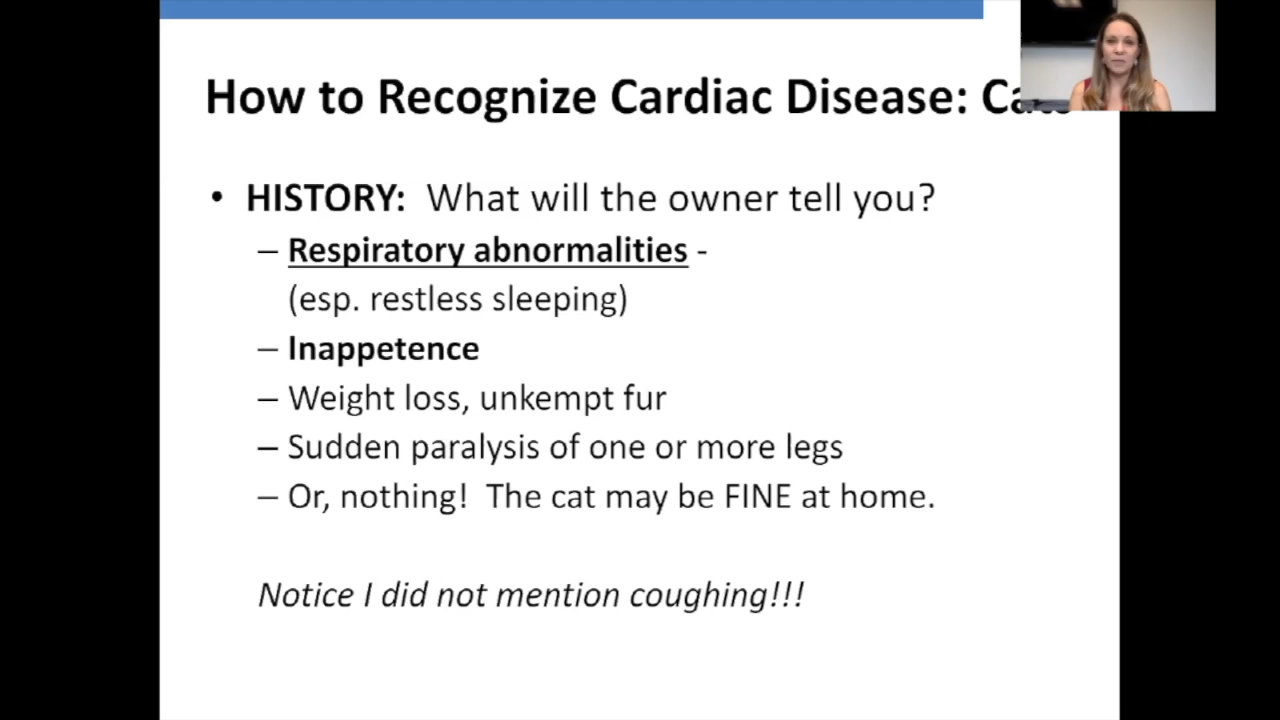 How to Recognize Cardiac Disease:
• HISTORY: What will the owner tell you?
– Respiratory abnormalities -
(esp. restless sleeping)
– Inappetence
– Weight loss, unkempt fur
– Sudden paralysis of one or more legs
– Or, nothing! The cat may be FINE at home.
Notice I did not mention coughing!!!